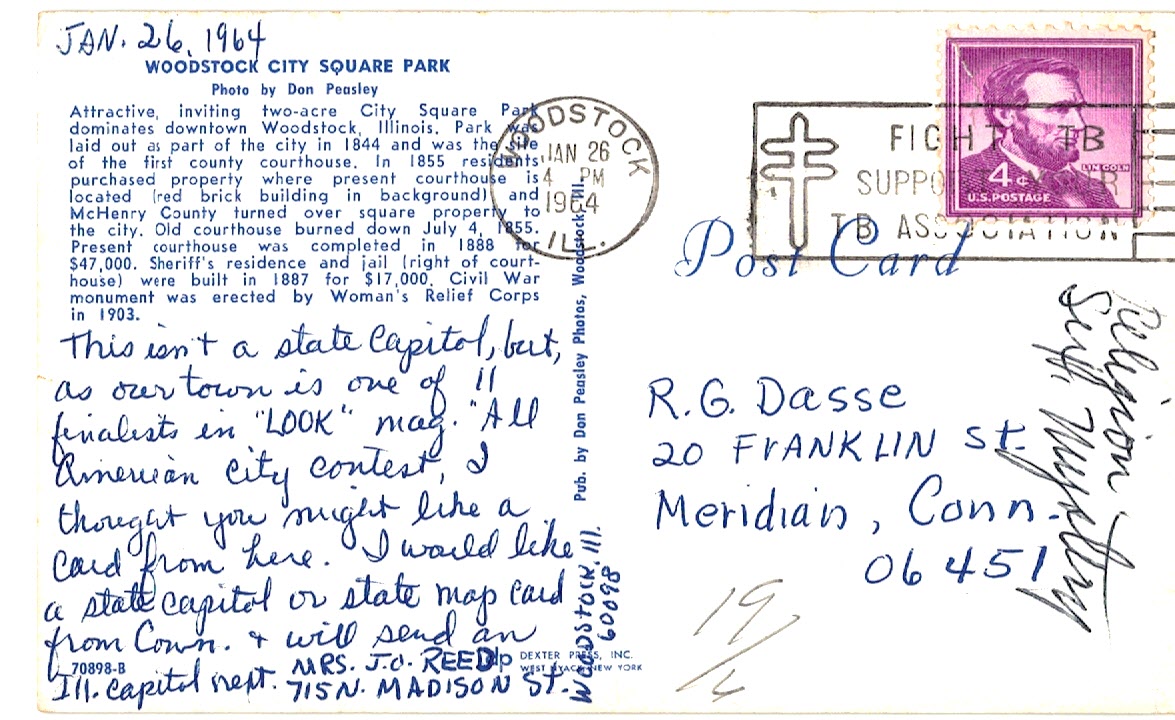 JAN. 26, 1964
WOODSTOCK CITY SQUARE PARK
Photo by Don Peasley
Attractive, inviting two-acre City Square Park
dominates downtown Woodstock, Illinois. Park was
laid out as part of the city in 1844 and was the site
of the first county courthouse. In 1855 residents
purchased property where present courthouse is
located (red brick building in background) and
McHenry County turned over square property to
the city. Old courthouse burned down July 4, 1855.
Present courthouse was completed in 1888 for
$47,000. Sheriff's residence and jail (right of court-
house) were built in 1887 for $17,000. Civil War
monument was erected by Woman's Relief Corps
in 1903.
This isn't a state Capitol, but,
as our town is one of 11
finalists in "LOOK" mag. "All
American City contest, I
thought you might like a
card from here. I would like
a state capitol or state map card
from Conn. & will send an
Ill. Capitol next.
MRS. J.O. REED
715 N. MADISON St.
WOODSTOCK, Ill.
60098
70898-B
DEXTER PRESS, INC.
WEST NYACK, NEW YORK
Pub. by Don Peasley Photos, Woodstock, Ill.
WOODSTOCK
JAN 26
4 PM
1964
ILL.
FIGHT TB
SUPPORT YOUR
TB ASSOCIATION
LINCOLN
4¢
U.S. POSTAGE
Post Card
R.G. Dasse
20 FRANKLIN St.
Meridian, Conn.
06451
Religion